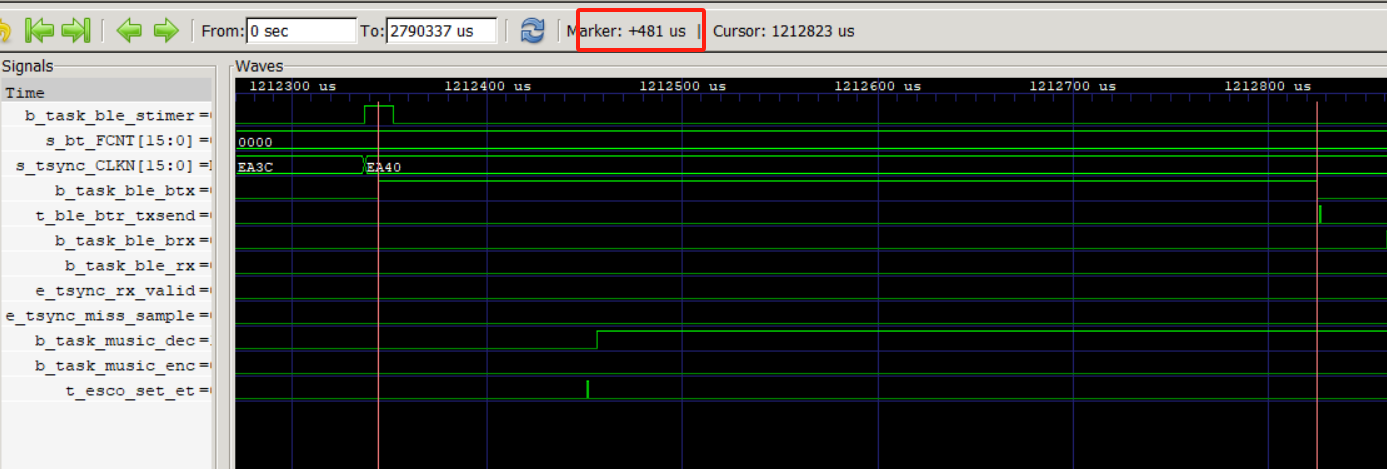 From: 0 sec To: 2790337 us Marker: +481 us | Cursor: 1212823 us
Signals Waves
Time 1212300 us 1212400 us 1212500 us 1212600 us 1212700 us 1212800 us
b_task_ble_stimer=
s_bt_FCNT[15:0]= 0000
s_tsync_CLKN[15:0]= EA3C EA40
b_task_ble_btx=
t_ble_btr_txsend=
b_task_ble_brx=
b_task_ble_rx=
e_tsync_rx_valid=
e_tsync_miss_sample=
b_task_music_dec=
b_task_music_enc=
t_esco_set_et=